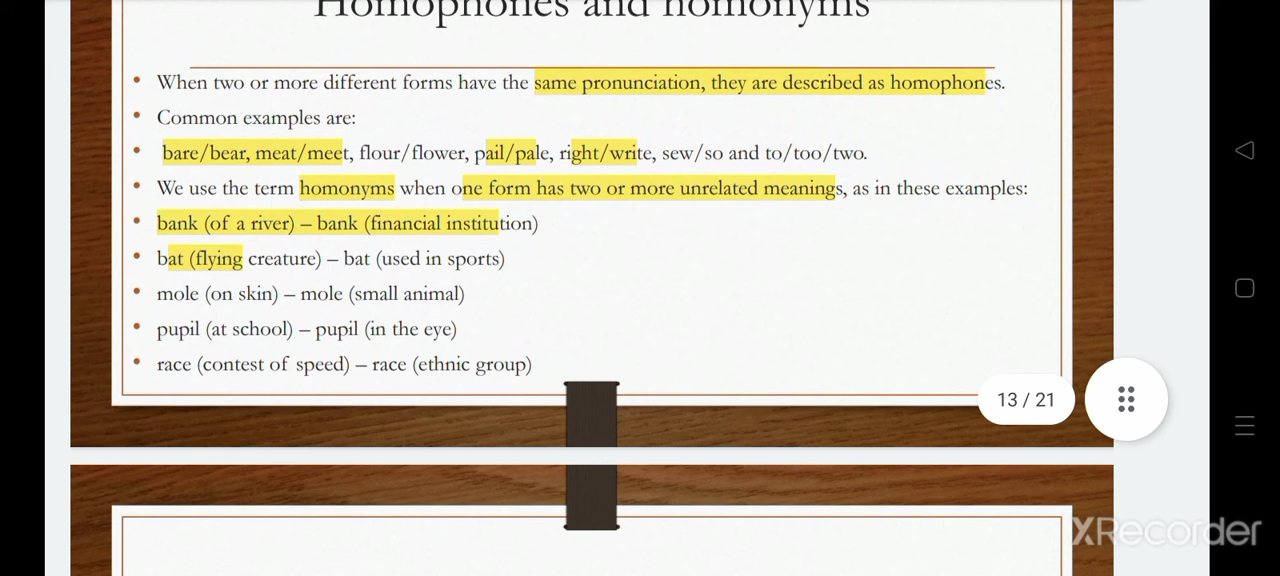 Homophones and homonyms
• When two or more different forms have the same pronunciation, they are described as homophones.
• Common examples are:
• bare/bear, meat/meet, flour/flower, pail/pale, right/write, sew/so and to/too/two.
• We use the term homonyms when one form has two or more unrelated meanings, as in these examples:
• bank (of a river) – bank (financial institution)
• bat (flying creature) – bat (used in sports)
• mole (on skin) – mole (small animal)
• pupil (at school) – pupil (in the eye)
• race (contest of speed) – race (ethnic group)
13 / 21
XRecorder